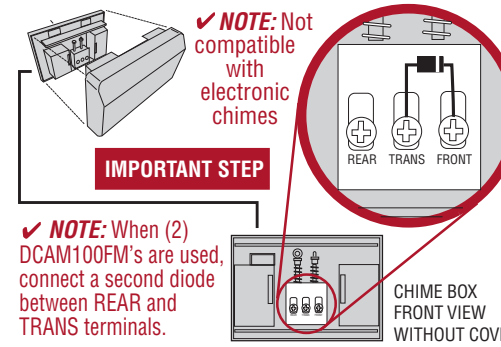 ✔ NOTE: Not
compatible
with
electronic
chimes
REAR TRANS FRONT
IMPORTANT STEP
✔ NOTE: When (2)
DCAM100FM's are used,
connect a second diode
between REAR and
TRANS terminals.
CHIME BOX
FRONT VIEW
WITHOUT